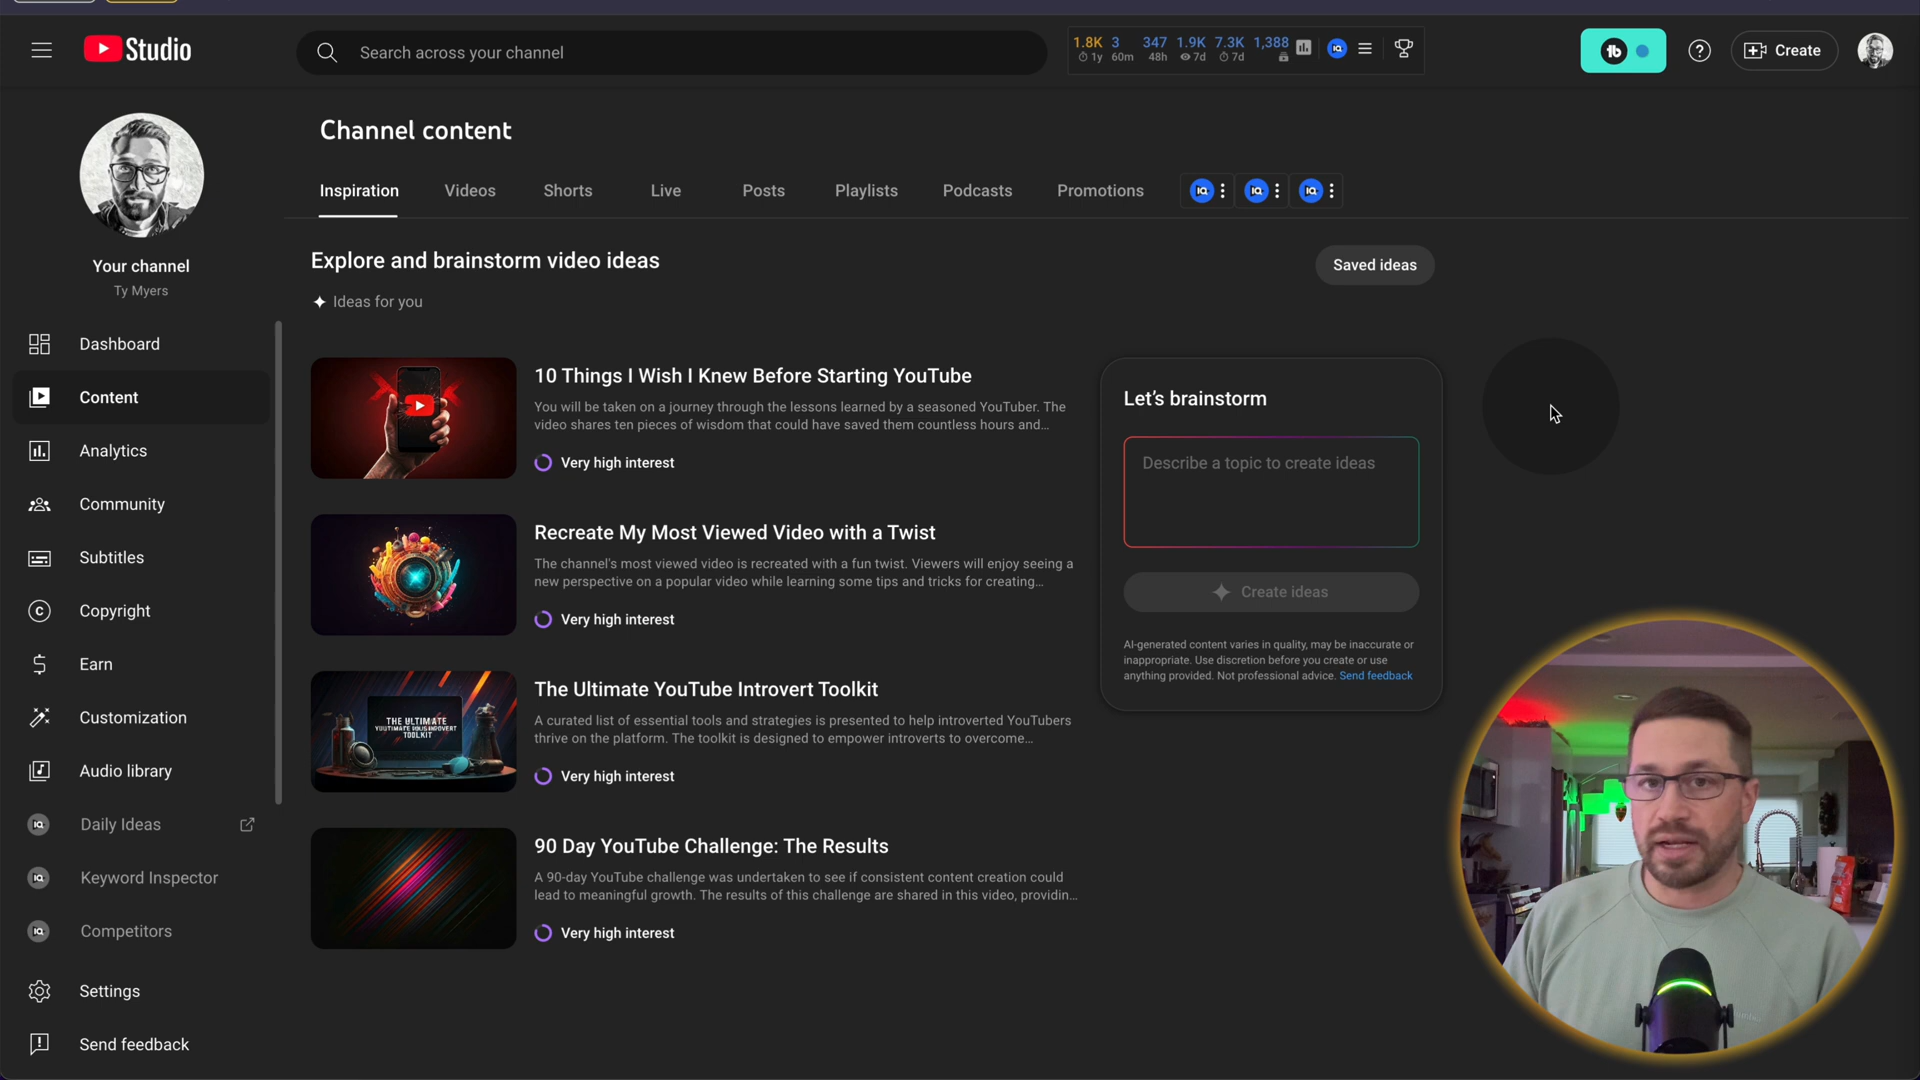 Studio
Search across your channel
1.8K 3 347 1.9K 7.3K 1,388
1y 60m 48h 7d 7d
Create
Channel content
Inspiration Videos Shorts Live Posts Playlists Podcasts Promotions
Your channel
Ty Myers
Explore and brainstorm video ideas
Saved ideas
Ideas for you
Dashboard
Content
Analytics
Community
Subtitles
Copyright
Earn
Customization
Audio library
Daily Ideas
Keyword Inspector
Competitors
Settings
Send feedback
10 Things I Wish I Knew Before Starting YouTube
You will be taken on a journey through the lessons learned by a seasoned YouTuber. The
video shares ten pieces of wisdom that could have saved them countless hours and…
Very high interest
Recreate My Most Viewed Video with a Twist
The channel's most viewed video is recreated with a fun twist. Viewers will enjoy seeing a
new perspective on a popular video while learning some tips and tricks for creating…
Very high interest
THE ULTIMATE
TOOLKIT
The Ultimate YouTube Introvert Toolkit
A curated list of essential tools and strategies is presented to help introverted YouTubers
thrive on the platform. The toolkit is designed to empower introverts to overcome…
Very high interest
90 Day YouTube Challenge: The Results
A 90-day YouTube challenge was undertaken to see if consistent content creation could
lead to meaningful growth. The results of this challenge are shared in this video, providin…
Very high interest
Let's brainstorm
Describe a topic to create ideas
Create ideas
AI-generated content varies in quality, may be inaccurate or
inappropriate. Use discretion before you create or use
anything provided. Not professional advice. Send feedback